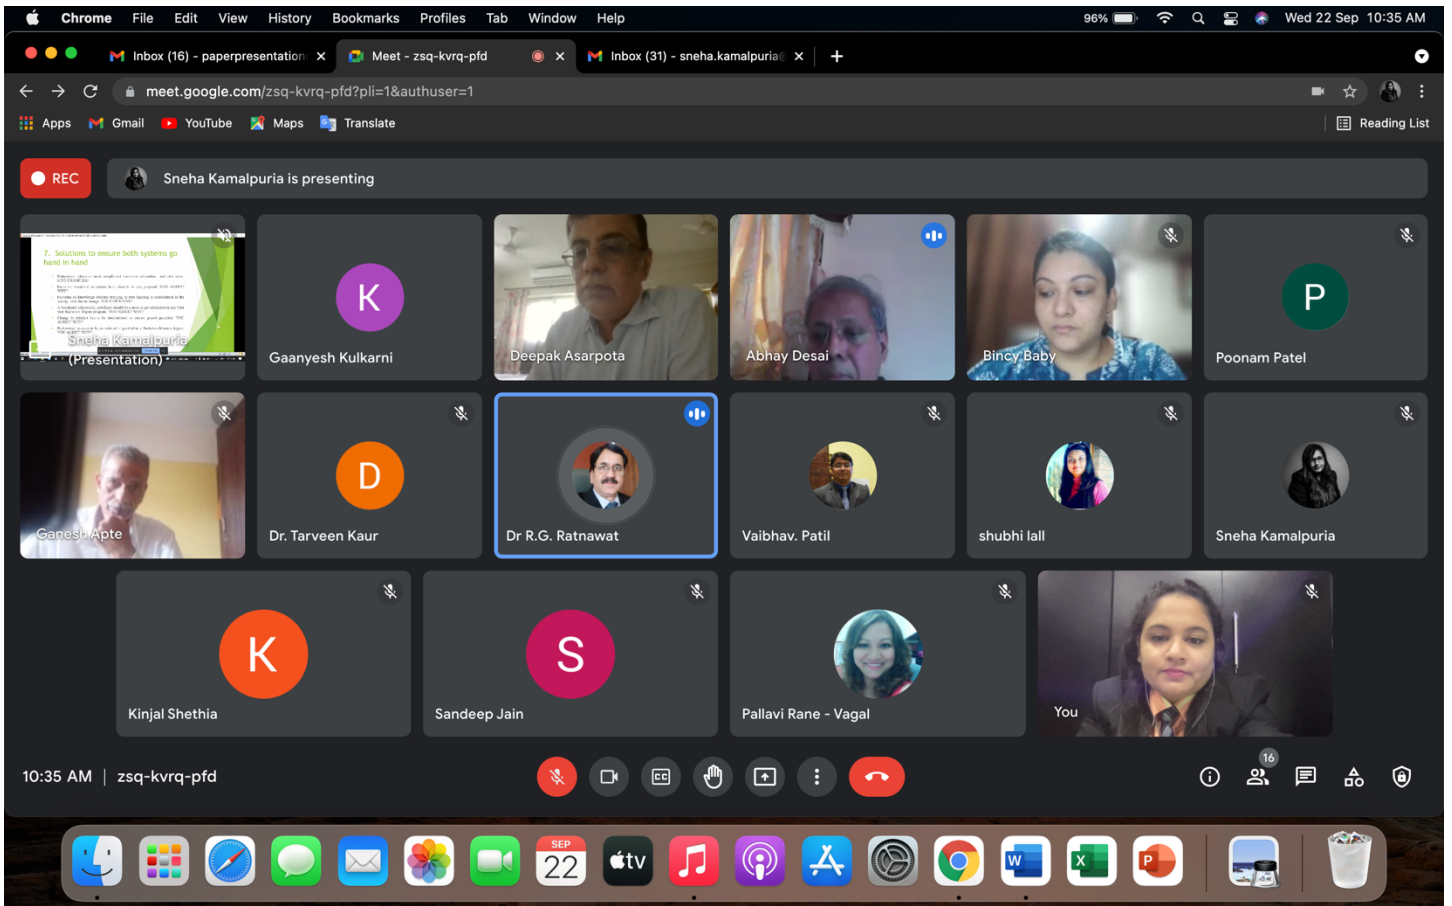 Chrome File Edit View History Bookmarks Profiles Tab Window Help 96% Wed 22 Sep 10:35 AM
Inbox (16) - paperpresentation Meet - zsq-kvrq-pfd Inbox (31) - sneha.kamalpuria@
meet.google.com/zsq-kvrq-pfd?pli=1&authuser=1
Apps Gmail YouTube Maps Translate Reading List
REC Sneha Kamalpuria is presenting
7. Solutions to ensure both systems go
hand in hand
Sneha Kamalpuria
(Presentation)
K
Gaanyesh Kulkarni
Deepak Asarpota
Abhay Desai
Bincy Baby
P
Poonam Patel
Ganesh Apte
D
Dr. Tarveen Kaur
Dr R.G. Ratnawat
Vaibhav. Patil
shubhi lall
Sneha Kamalpuria
K
Kinjal Shethia
S
Sandeep Jain
Pallavi Rane - Vagal
You
10:35 AM | zsq-kvrq-pfd
CC
16
SEP
22
tv
W
X
P